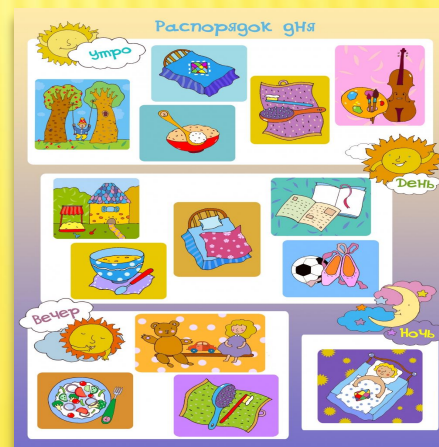 Распорядок дня
утро
День
Вечер
Ночь